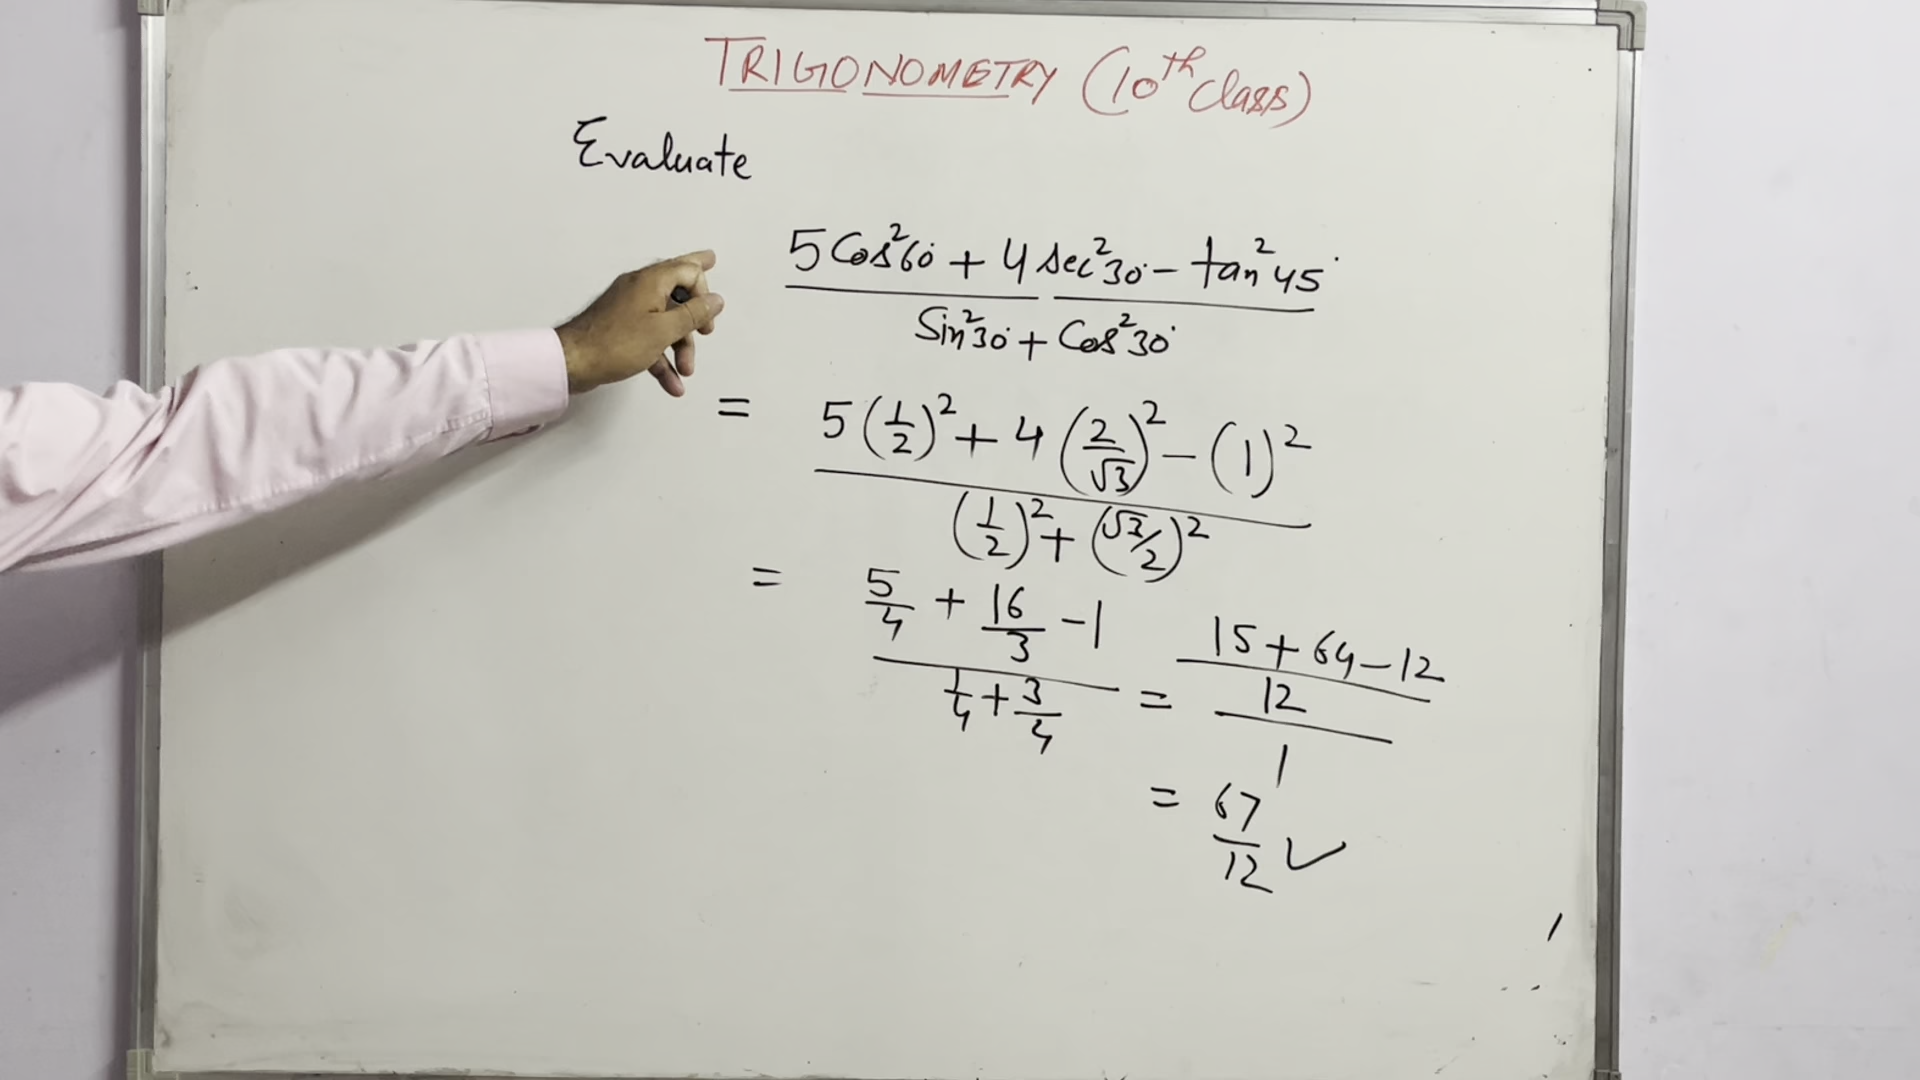 TRIGONOMETRY (10th Class)
Evaluate
5 Cos²60° + 4 sec²30° − tan²45°
Sin²30° + Cos²30°
= 5(1/2)² + 4(2/√3)² − (1)²
(1/2)² + (√3/2)²
= 5/4 + 16/3 − 1
1/4 + 3/4
= 15 + 64 − 12
12
1
= 67/12 ✓